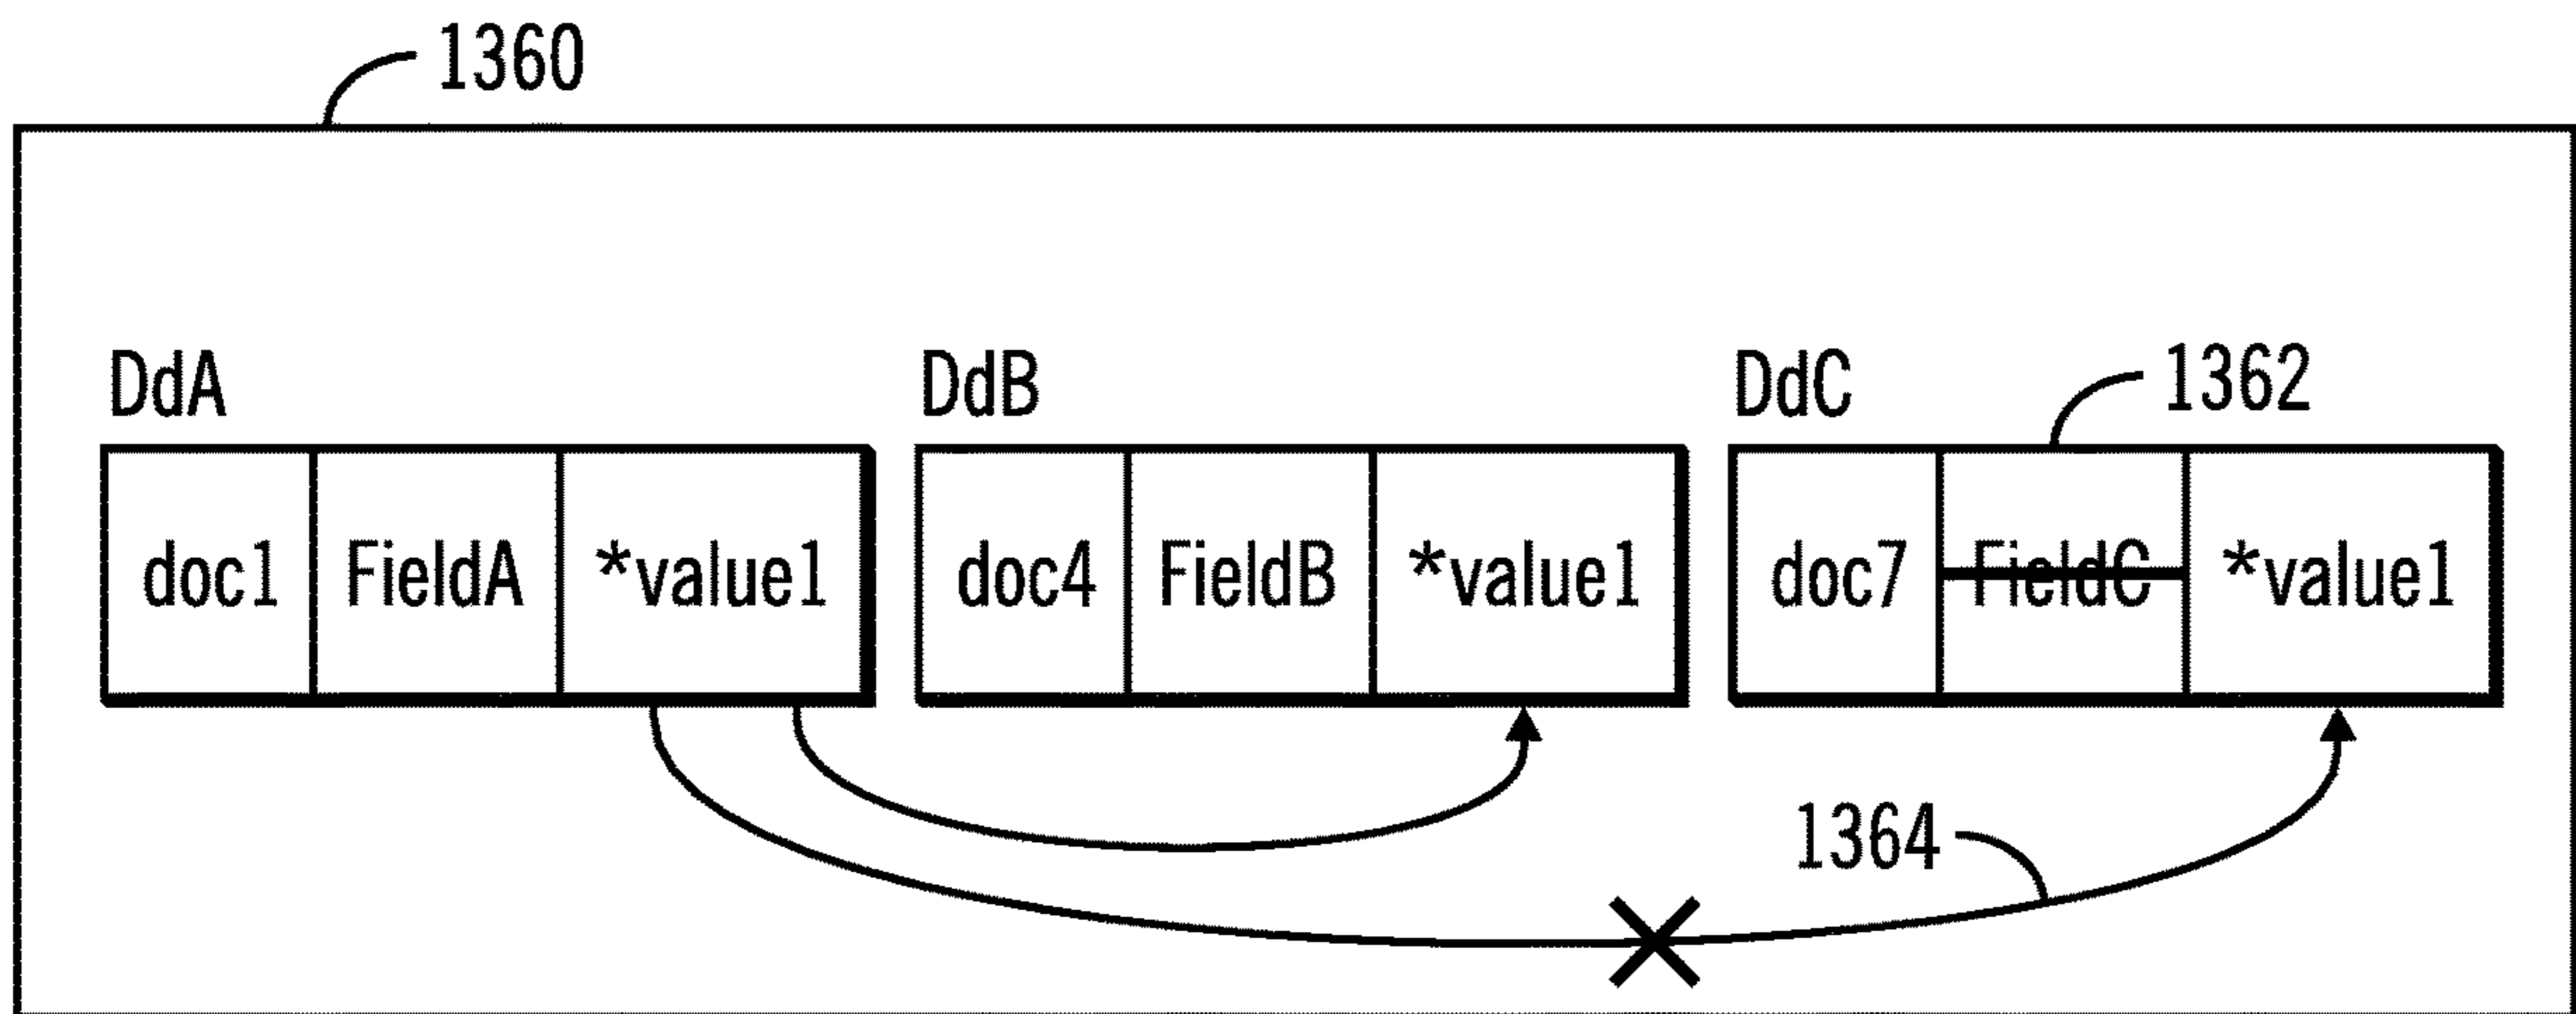 1360
DdA DdB DdC 1362
doc1 FieldA *value1 doc4 FieldB *value1 doc7 FieldC *value1
1364